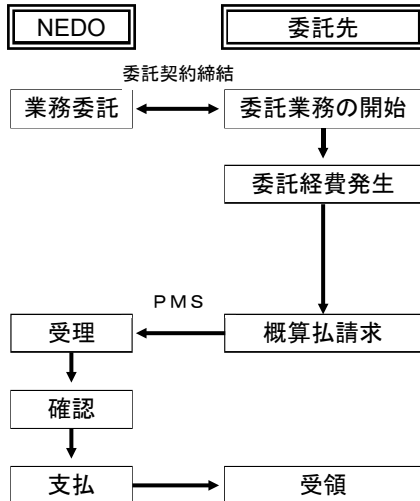 NEDO
委託先
委託契約締結
業務委託
委託業務の開始
委託経費発生
ＰＭＳ
受理
概算払請求
確認
支払
受領